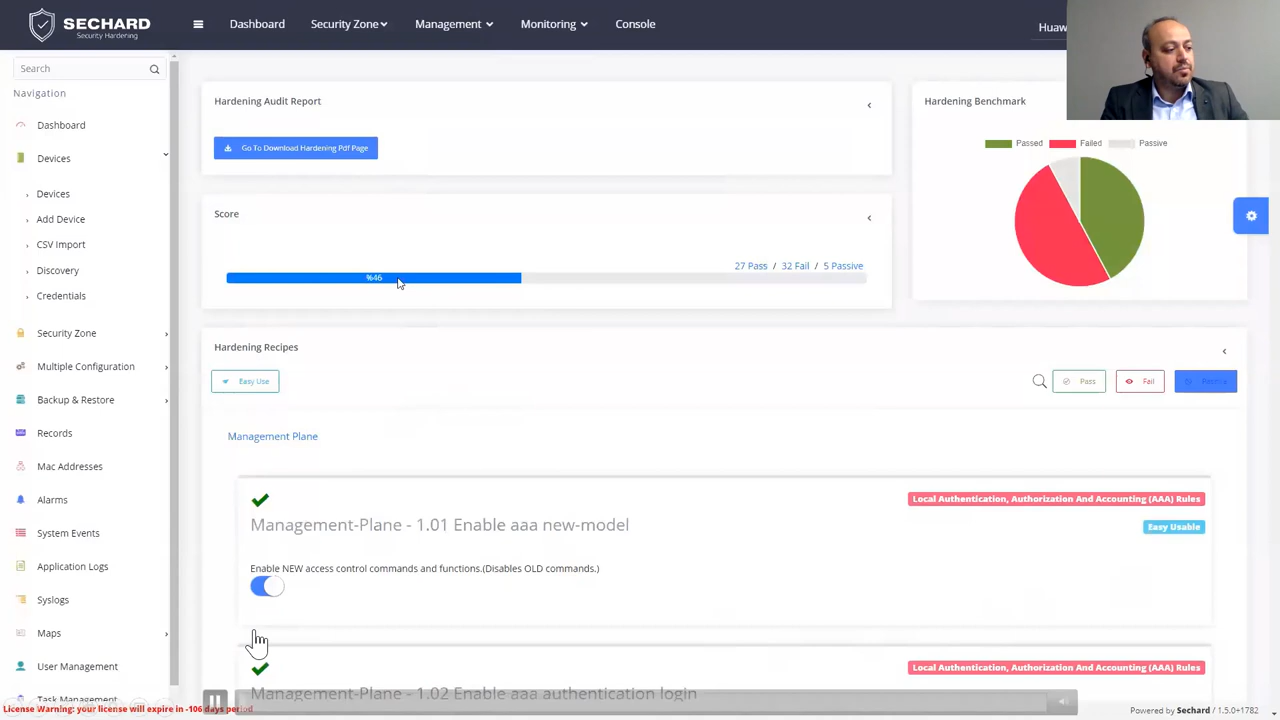 SECHARD
Security Hardening
Dashboard
Security Zone
Management
Monitoring
Console
Huaw
Search
Navigation
Dashboard
Devices
Devices
Add Device
CSV Import
Discovery
Credentials
Security Zone
Multiple Configuration
Backup & Restore
Records
Mac Addresses
Alarms
System Events
Application Logs
Syslogs
Maps
User Management
Task Management
License Warning: your license will expire in -106 days period
Hardening Audit Report
Go To Download Hardening Pdf Page
Score
27 Pass / 32 Fail / 5 Passive
%46
Hardening Benchmark
Passed Failed Passive
Hardening Recipes
Easy Use
Pass
Fail
Management Plane
Local Authentication, Authorization And Accounting (AAA) Rules
Management-Plane - 1.01 Enable aaa new-model
Easy Usable
Enable NEW access control commands and functions.(Disables OLD commands.)
Local Authentication, Authorization And Accounting (AAA) Rules
Management-Plane - 1.02 Enable aaa authentication login
Powered by Sechard / 1.5.0+1782